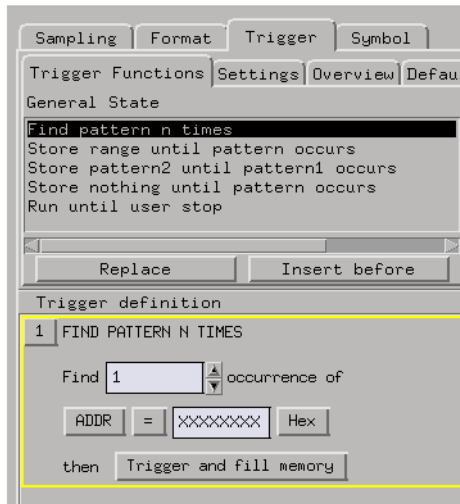 Sampling Format Trigger Symbol
Trigger Functions Settings Overview Defau
General State
Find pattern n times
Store range until pattern occurs
Store pattern2 until pattern1 occurs
Store nothing until pattern occurs
Run until user stop
Replace Insert before
Trigger definition
1 FIND PATTERN N TIMES
Find 1 occurrence of
ADDR = XXXXXXXX Hex
then Trigger and fill memory